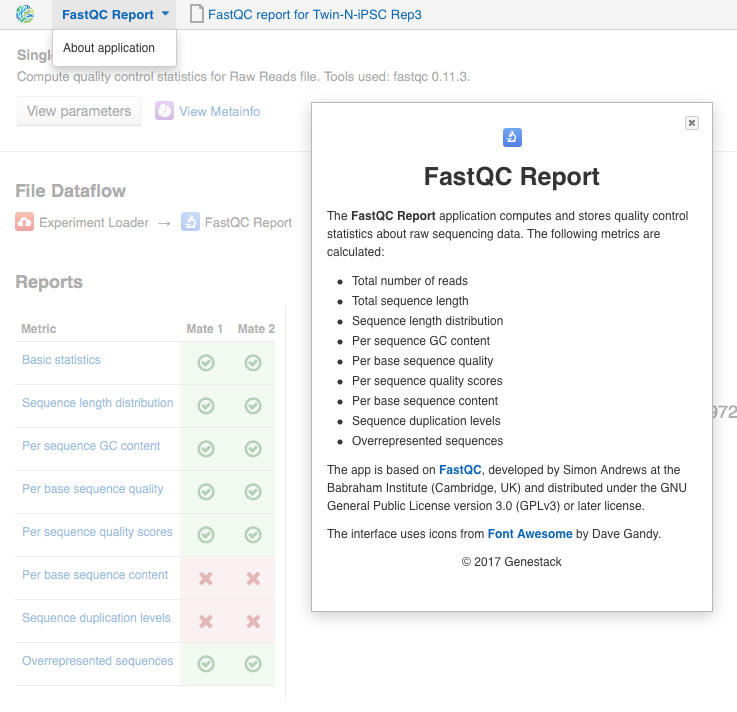 FastQC Report
FastQC report for Twin-N-iPSC Rep3
About application
Singl
Compute quality control statistics for Raw Reads file. Tools used: fastqc 0.11.3.
View parameters
View Metainfo
File Dataflow
Experiment Loader → FastQC Report
Reports
Metric Mate 1 Mate 2
Basic statistics
Sequence length distribution
Per sequence GC content
Per base sequence quality
Per sequence quality scores
Per base sequence content
Sequence duplication levels
Overrepresented sequences
FastQC Report
The FastQC Report application computes and stores quality control
statistics about raw sequencing data. The following metrics are
calculated:
• Total number of reads
• Total sequence length
• Sequence length distribution
• Per sequence GC content
• Per base sequence quality
• Per sequence quality scores
• Per base sequence content
• Sequence duplication levels
• Overrepresented sequences
The app is based on FastQC, developed by Simon Andrews at the
Babraham Institute (Cambridge, UK) and distributed under the GNU
General Public License version 3.0 (GPLv3) or later license.
The interface uses icons from Font Awesome by Dave Gandy.
© 2017 Genestack
972